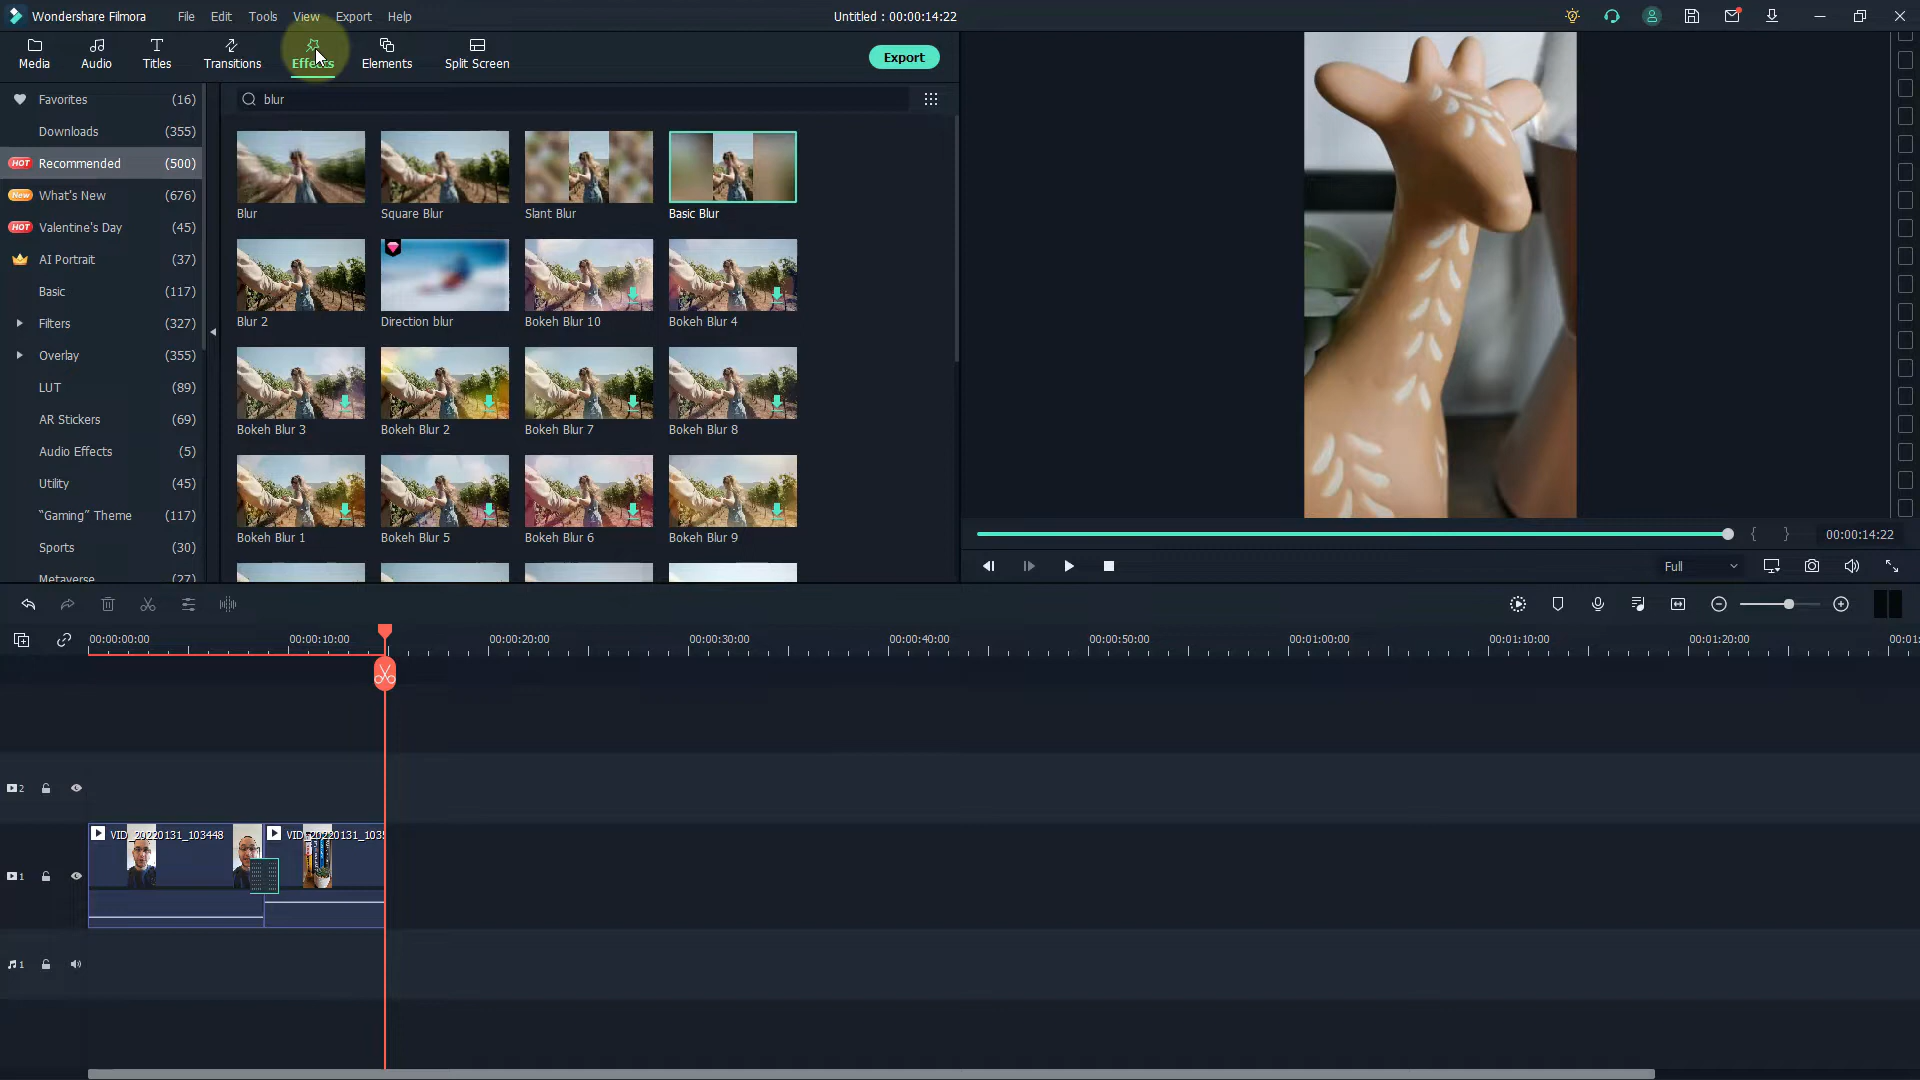 Wondershare Filmora File Edit Tools View Export Help Untitled : 00:00:14:22
Media Audio Titles Transitions Effects Elements Split Screen Export
Favorites (16)
Downloads (355)
HOT Recommended (500)
New What's New (676)
HOT Valentine's Day (45)
AI Portrait (37)
Basic (117)
Filters (327)
Overlay (355)
LUT (89)
AR Stickers (69)
Audio Effects (5)
Utility (45)
“Gaming” Theme (117)
Sports (30)
Metaverse (27)
blur
Blur Square Blur Slant Blur Basic Blur
Blur 2 Direction blur Bokeh Blur 10 Bokeh Blur 4
Bokeh Blur 3 Bokeh Blur 2 Bokeh Blur 7 Bokeh Blur 8
Bokeh Blur 1 Bokeh Blur 5 Bokeh Blur 6 Bokeh Blur 9
{ } 00:00:14:22
Full
00:00:00:00 00:00:10:00 00:00:20:00 00:00:30:00 00:00:40:00 00:00:50:00 00:01:00:00 00:01:10:00 00:01:20:00 00:01:
2
VID_20220131_103448 VID_20220131_103
1
1